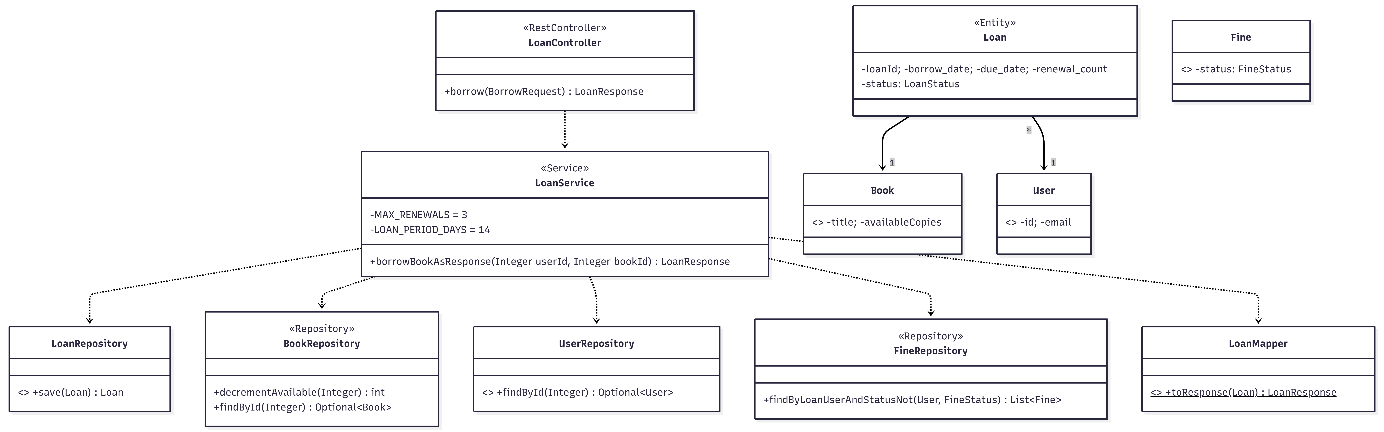 «RestController»
LoanController
+borrow(BorrowRequest) : LoanResponse
«Entity»
Loan
-loanId; -borrow_date; -due_date; -renewal_count
-status: LoanStatus
Fine
<> -status: FineStatus
*
1
1
«Service»
LoanService
-MAX_RENEWALS = 3
-LOAN_PERIOD_DAYS = 14
+borrowBookAsResponse(Integer userId, Integer bookId) : LoanResponse
Book
<> -title; -availableCopies
User
<> -id; -email
LoanRepository
<> +save(Loan) : Loan
«Repository»
BookRepository
+decrementAvailable(Integer) : int
+findById(Integer) : Optional<Book>
UserRepository
<> +findById(Integer) : Optional<User>
«Repository»
FineRepository
+findByLoanUserAndStatusNot(User, FineStatus) : List<Fine>
LoanMapper
<> +toResponse(Loan) : LoanResponse